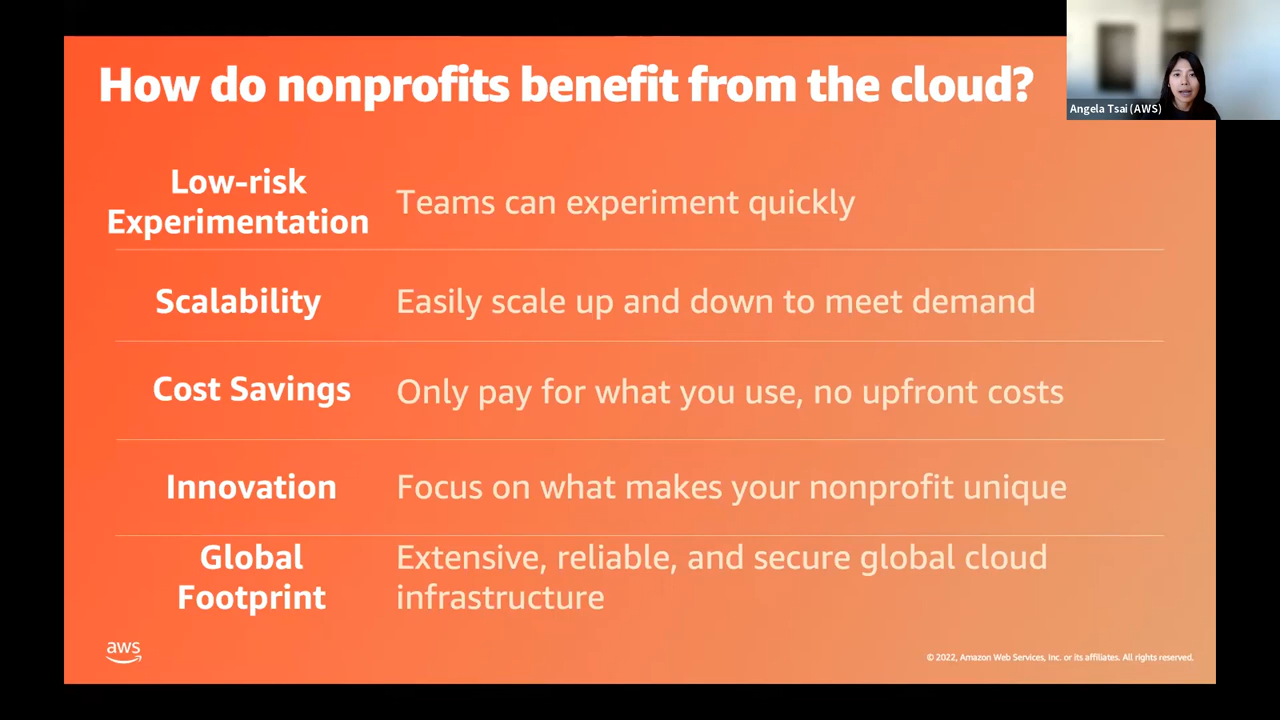 How do nonprofits benefit from the cloud?
Angela Tsai (AWS)
Low-risk
Experimentation
Teams can experiment quickly
Scalability
Easily scale up and down to meet demand
Cost Savings
Only pay for what you use, no upfront costs
Innovation
Focus on what makes your nonprofit unique
Global
Footprint
Extensive, reliable, and secure global cloud
infrastructure
aws
© 2022, Amazon Web Services, Inc. or its affiliates. All rights reserved.